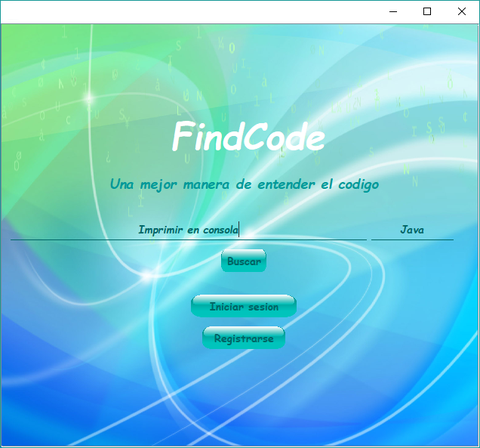 FindCode
Una mejor manera de entender el codigo
Imprimir en consola Java
Buscar
Iniciar sesion
Registrarse